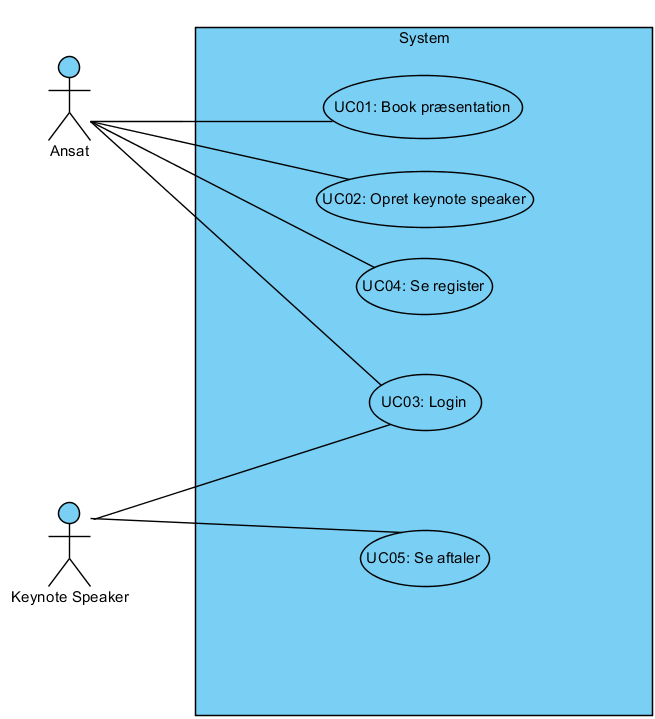 System
UC01: Book præsentation
Ansat
UC02: Opret keynote speaker
UC04: Se register
UC03: Login
UC05: Se aftaler
Keynote Speaker